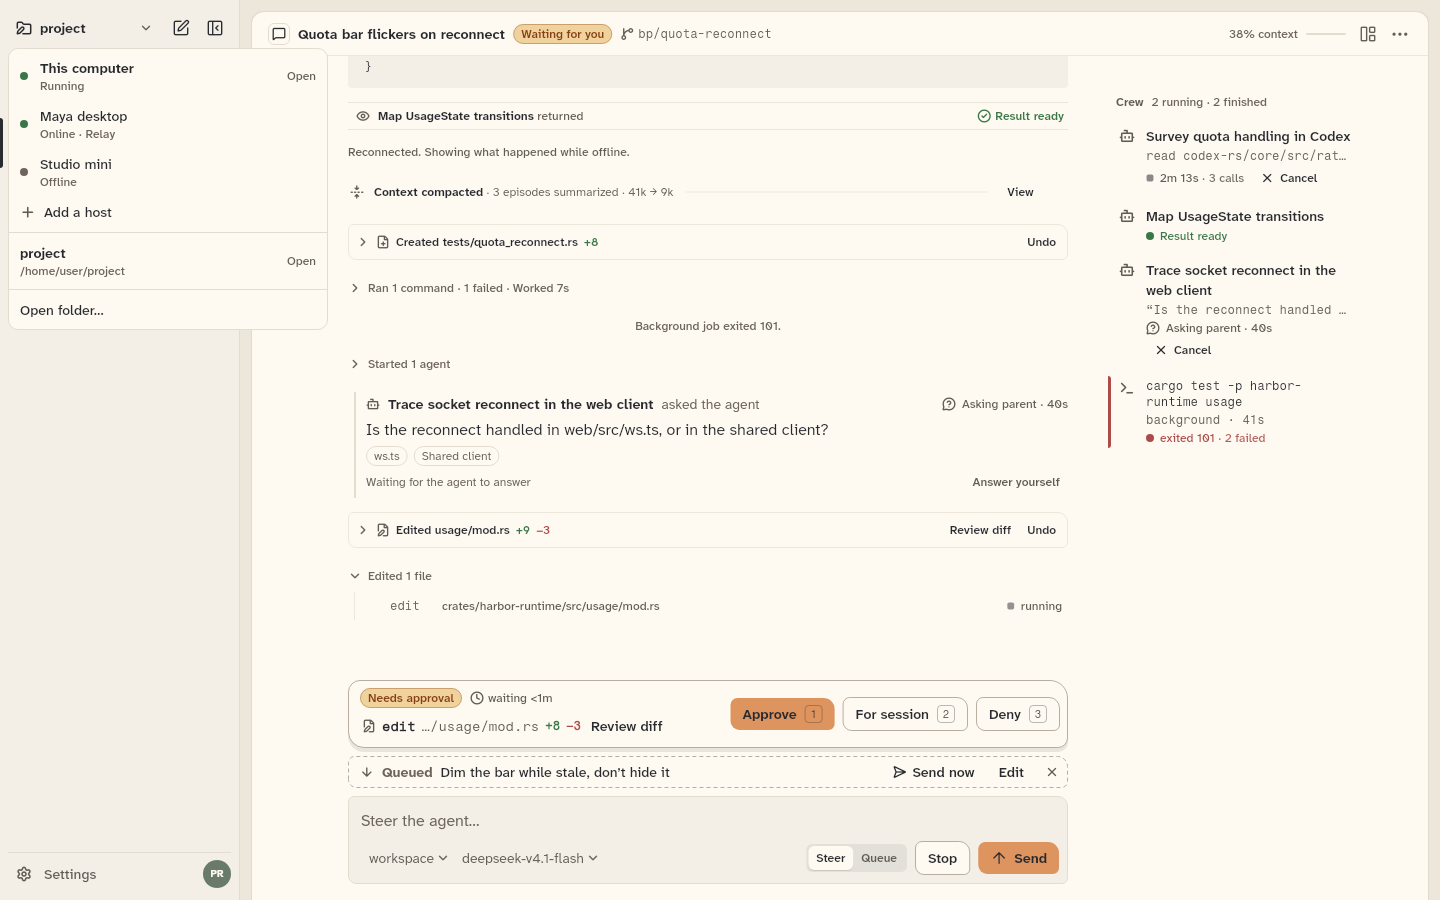 project
Quota bar flickers on reconnect
Waiting for you
bp/quota-reconnect
38% context
This computer
Running
Open
Maya desktop
Online · Relay
Studio mini
Offline
Add a host
project
/home/user/project
Open
Open folder…
}
Map UsageState transitions returned
Result ready
Reconnected. Showing what happened while offline.
Context compacted · 3 episodes summarized · 41k → 9k
View
Created tests/quota_reconnect.rs +8
Undo
Ran 1 command · 1 failed · Worked 7s
Background job exited 101.
Started 1 agent
Trace socket reconnect in the web client asked the agent
Asking parent · 40s
Is the reconnect handled in web/src/ws.ts, or in the shared client?
ws.ts
Shared client
Waiting for the agent to answer
Answer yourself
Edited usage/mod.rs +9 −3
Review diff
Undo
Edited 1 file
edit crates/harbor-runtime/src/usage/mod.rs
running
Needs approval
waiting <1m
edit …/usage/mod.rs +8 −3 Review diff
Approve 1
For session 2
Deny 3
Queued Dim the bar while stale, don't hide it
Send now
Edit
Steer the agent…
workspace
deepseek-v4.1-flash
Steer
Queue
Stop
Send
Crew 2 running · 2 finished
Survey quota handling in Codex
read codex-rs/core/src/rat…
2m 13s · 3 calls
Cancel
Map UsageState transitions
Result ready
Trace socket reconnect in the
web client
“Is the reconnect handled …
Asking parent · 40s
Cancel
cargo test -p harbor-
runtime usage
background · 41s
exited 101 · 2 failed
Settings
PR